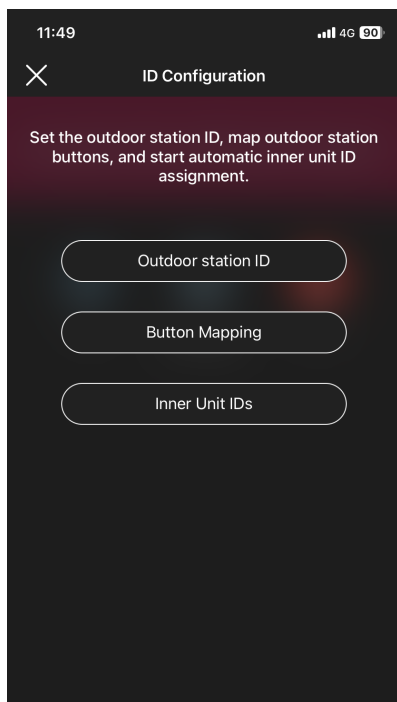 11:49
4G 90
ID Configuration
Set the outdoor station ID, map outdoor station
buttons, and start automatic inner unit ID
assignment.
Outdoor station ID
Button Mapping
Inner Unit IDs